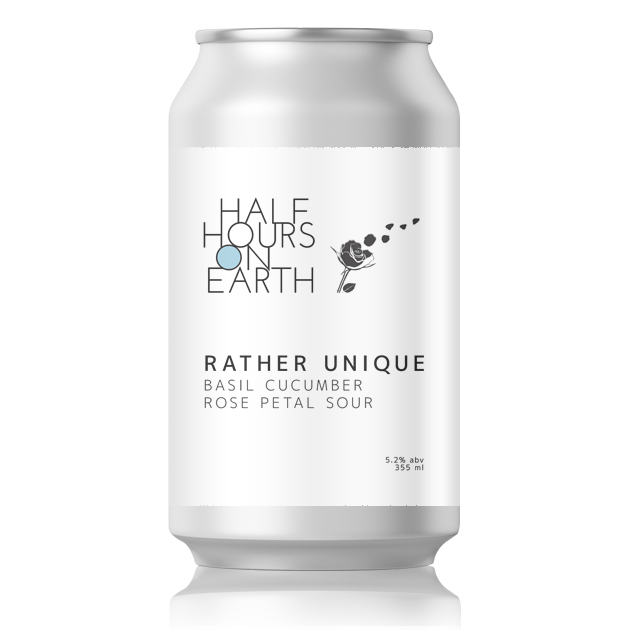 HALF
HOURS
ON
EARTH
RATHER UNIQUE
BASIL CUCUMBER
ROSE PETAL SOUR
5.2% abv
355 ml